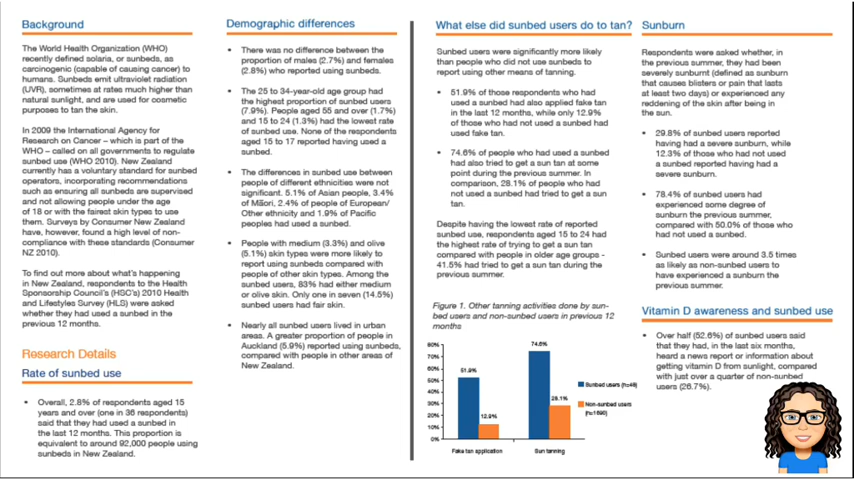 Background
The World Health Organization (WHO)
recently defined solaria, or sunbeds, as
carcinogenic (capable of causing cancer) to
humans. Sunbeds emit ultraviolet radiation
(UVR), sometimes at rates much higher than
natural sunlight, and are used for cosmetic
purposes to tan the skin.
In 2009 the International Agency for
Research on Cancer – which is part of the
WHO – called on all governments to regulate
sunbed use (WHO 2010). New Zealand
currently has a voluntary standard for sunbed
operators, incorporating recommendations
such as ensuring all sunbeds are supervised
and not allowing people under the age
of 18 or with the fairest skin types to use
them. Surveys by Consumer New Zealand
have, however, found a high level of non-
compliance with these standards (Consumer
NZ 2010).
To find out more about what's happening
in New Zealand, respondents to the Health
Sponsorship Council's (HSC's) 2010 Health
and Lifestyles Survey (HLS) were asked
whether they had used a sunbed in the
previous 12 months.
Research Details
Rate of sunbed use
• Overall, 2.8% of respondents aged 15
years and over (one in 36 respondents)
said that they had used a sunbed in
the last 12 months. This proportion is
equivalent to around 92,000 people using
sunbeds in New Zealand.
Demographic differences
• There was no difference between the
proportion of males (2.7%) and females
(2.8%) who reported using sunbeds.
• The 25 to 34-year-old age group had
the highest proportion of sunbed users
(7.9%). People aged 55 and over (1.7%)
and 15 to 24 (1.3%) had the lowest rate
of sunbed use. None of the respondents
aged 15 to 17 reported having used a
sunbed.
• The differences in sunbed use between
people of different ethnicities were not
significant. 5.1% of Asian people, 3.4%
of Māori, 2.4% of people of European/
Other ethnicity and 1.9% of Pacific
peoples had used a sunbed.
• People with medium (3.3%) and olive
(5.1%) skin types were more likely to
report using sunbeds compared with
people of other skin types. Among the
sunbed users, 83% had either medium
or olive skin. Only one in seven (14.5%)
sunbed users had fair skin.
• Nearly all sunbed users lived in urban
areas. A greater proportion of people in
Auckland (5.9%) reported using sunbeds,
compared with people in other areas of
New Zealand.
What else did sunbed users do to tan?
Sunbed users were significantly more likely
than people who did not use sunbeds to
report using other means of tanning.
• 51.9% of those respondents who had
used a sunbed had also applied fake tan
in the last 12 months, while only 12.9%
of those who had not used a sunbed had
used fake tan.
• 74.6% of people who had used a sunbed
had also tried to get a sun tan at some
point during the previous summer. In
comparison, 28.1% of people who had
not used a sunbed had tried to get a sun
tan.
Despite having the lowest rate of reported
sunbed use, respondents aged 15 to 24 had
the highest rate of trying to get a sun tan
compared with people in older age groups -
41.5% had tried to get a sun tan during the
previous summer.
Figure 1. Other tanning activities done by sun-
bed users and non-sunbed users in previous 12
months
80%
70%
60%
50%
40%
30%
20%
10%
0%
51.9%
12.9%
74.6%
28.1%
Fake tan application
Sun tanning
Sunbed users (n=48)
Non-sunbed users
(n=1690)
Sunburn
Respondents were asked whether, in
the previous summer, they had been
severely sunburnt (defined as sunburn
that causes blisters or pain that lasts
at least two days) or experienced any
reddening of the skin after being in
the sun.
• 29.8% of sunbed users reported
having had a severe sunburn, while
12.3% of those who had not used
a sunbed reported having had a
severe sunburn.
• 78.4% of sunbed users had
experienced some degree of
sunburn the previous summer,
compared with 50.0% of those who
had not used a sunbed.
• Sunbed users were around 3.5 times
as likely as non-sunbed users to
have experienced a sunburn the
previous summer.
Vitamin D awareness and sunbed use
• Over half (52.6%) of sunbed users said
that they had, in the last six months,
heard a news report or information about
getting vitamin D from sunlight, compared
with just over a quarter of non-sunbed
users (26.7%).